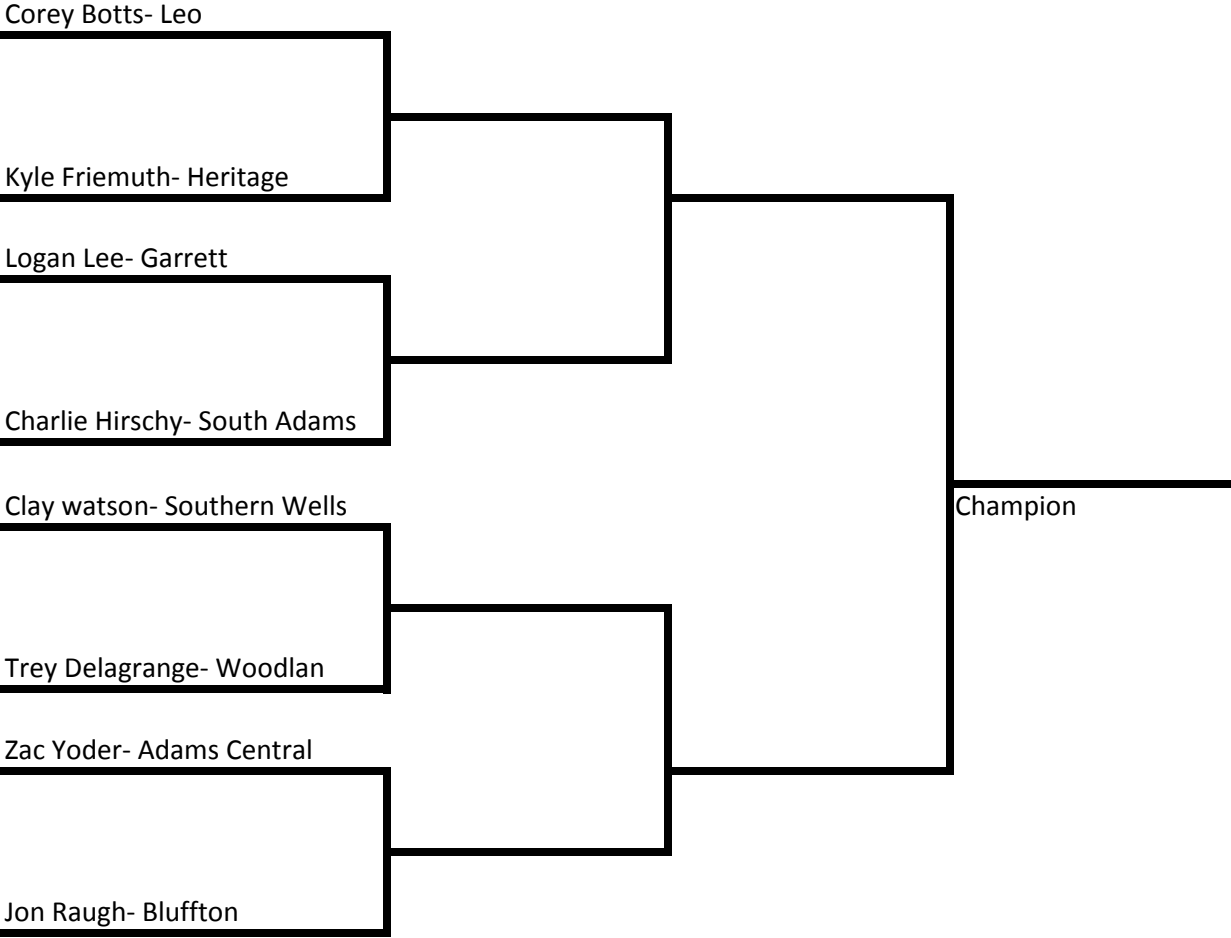 Corey Botts- Leo
Kyle Friemuth- Heritage
Logan Lee- Garrett
Charlie Hirschy- South Adams
Clay watson- Southern Wells
Champion
Trey Delagrange- Woodlan
Zac Yoder- Adams Central
Jon Raugh- Bluffton